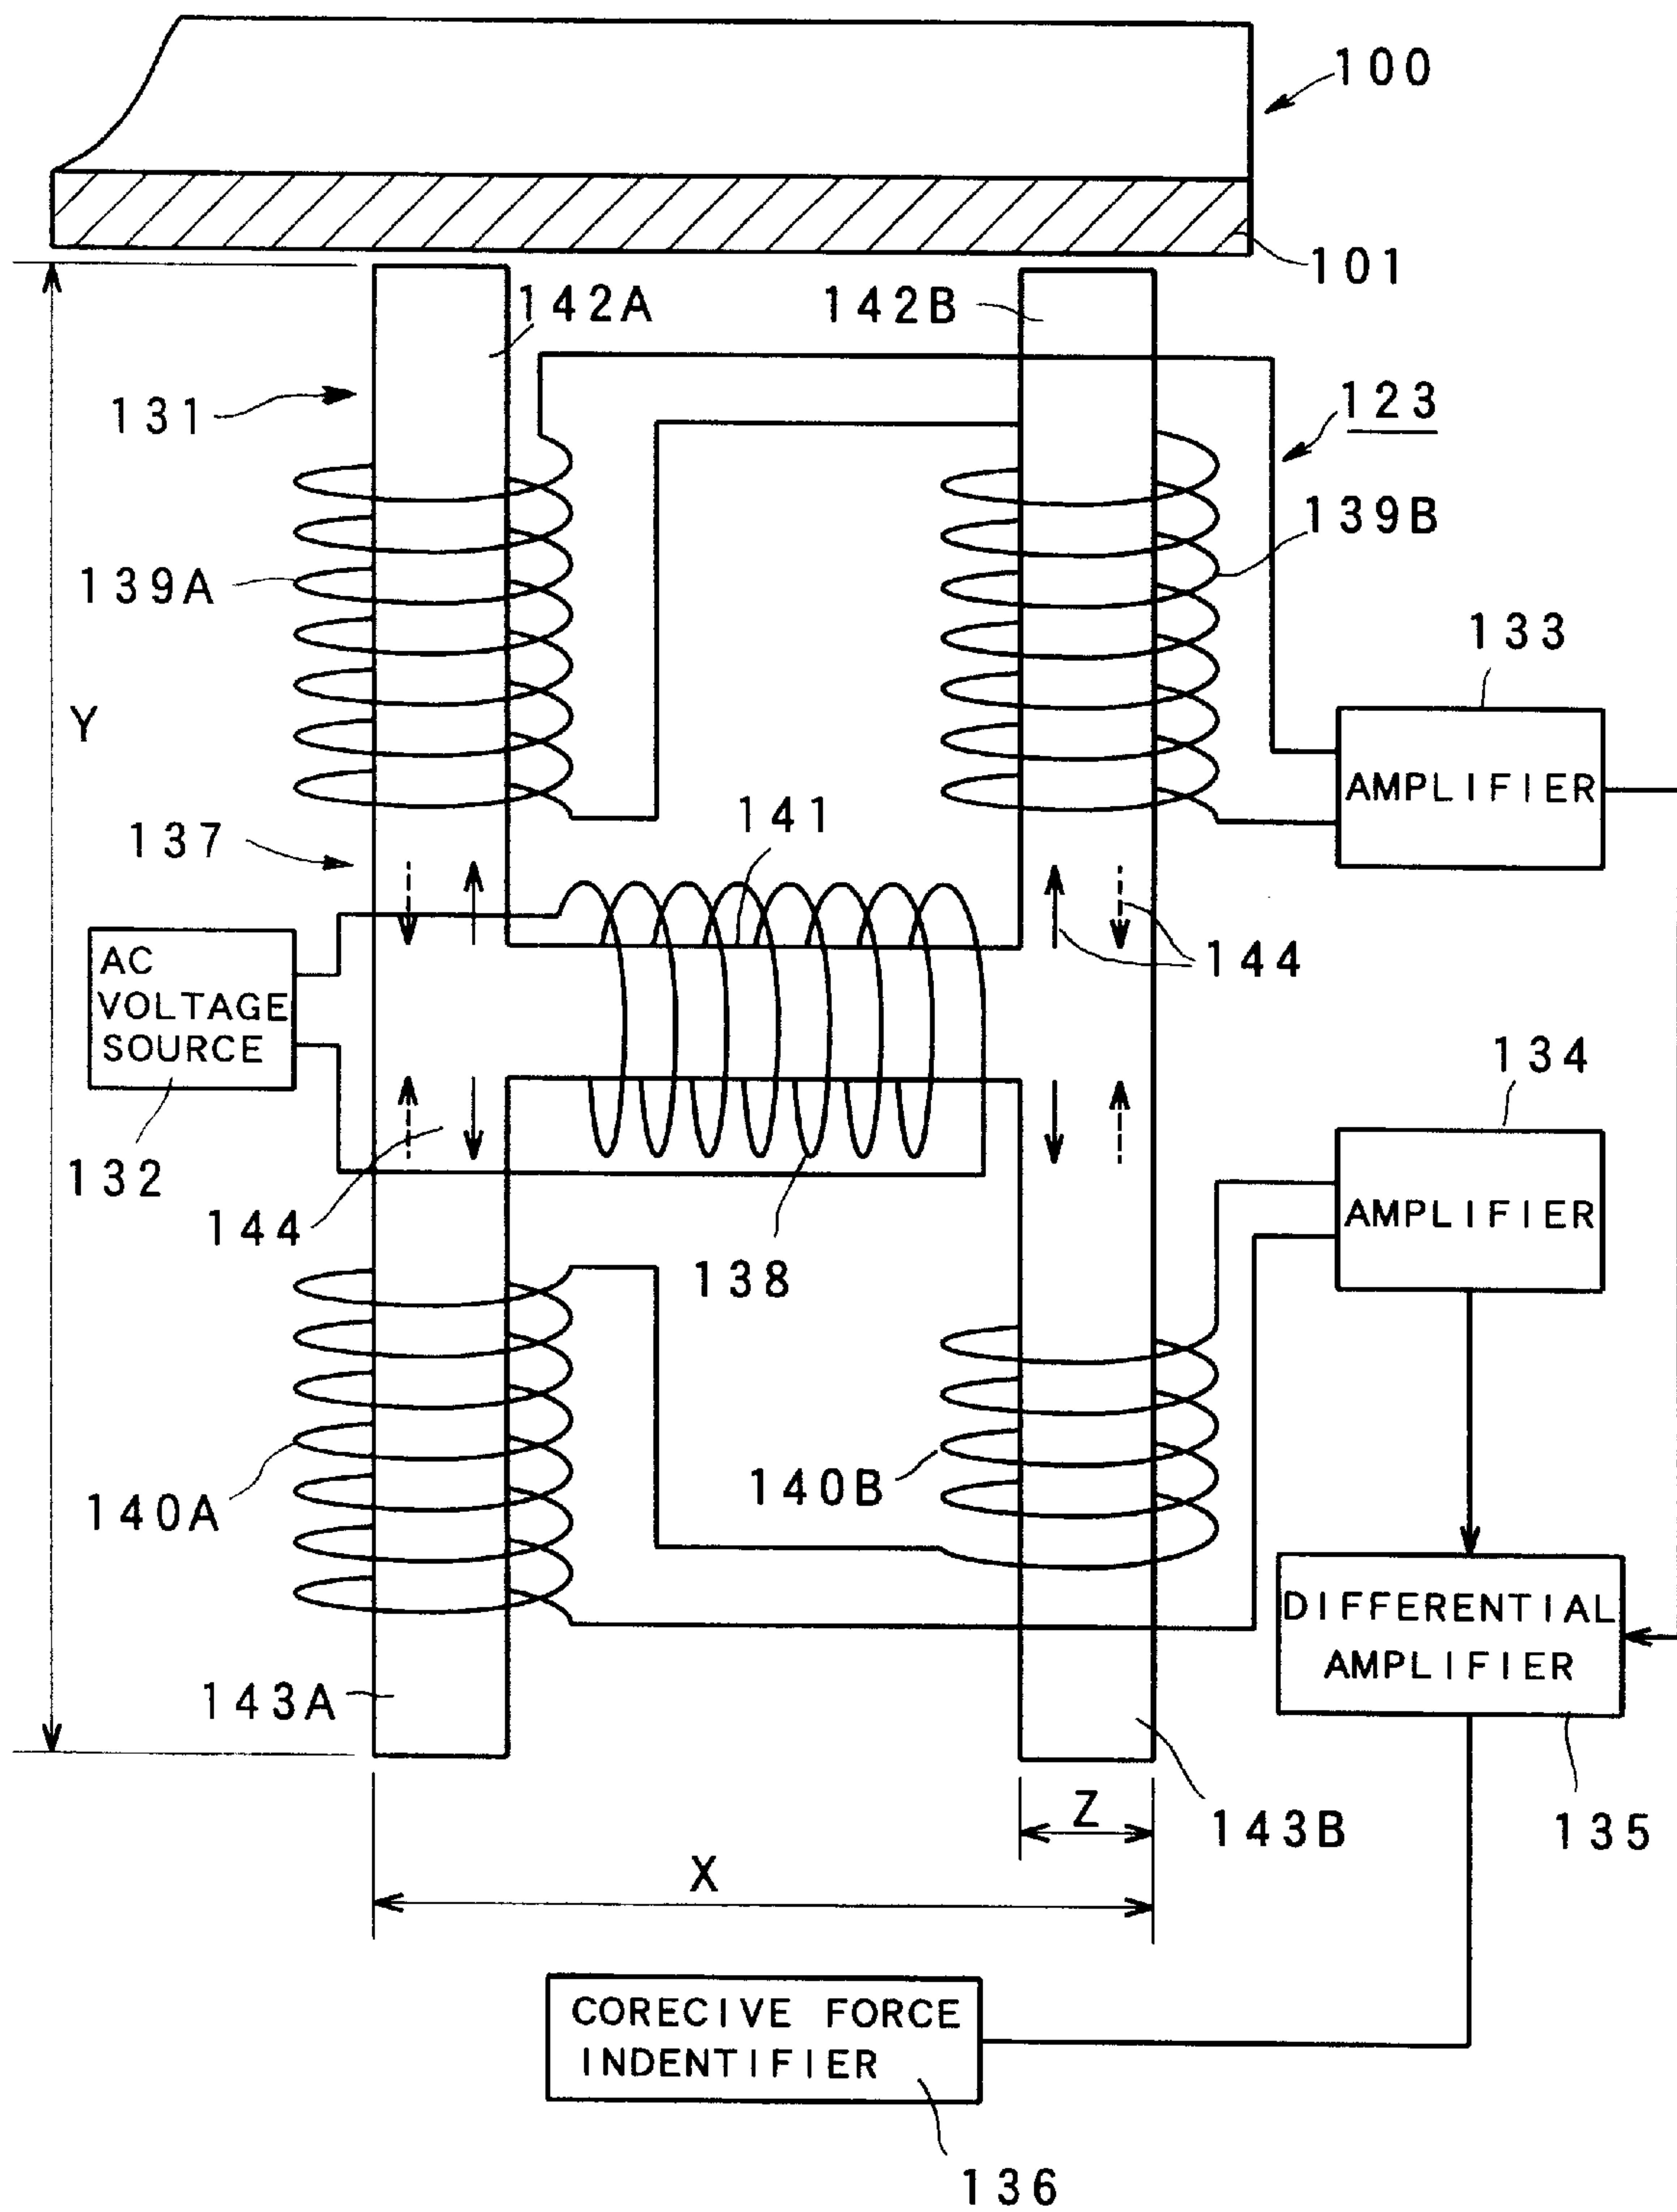 100
101
142A
142B
131
123
139B
139A
133
Y
AMPLIFIER
141
137
144
AC
VOLTAGE
SOURCE
134
132
AMPLIFIER
144
138
140B
140A
DIFFERENTIAL
AMPLIFIER
143A
Z
143B
135
X
CORECIVE FORCE
INDENTIFIER
136